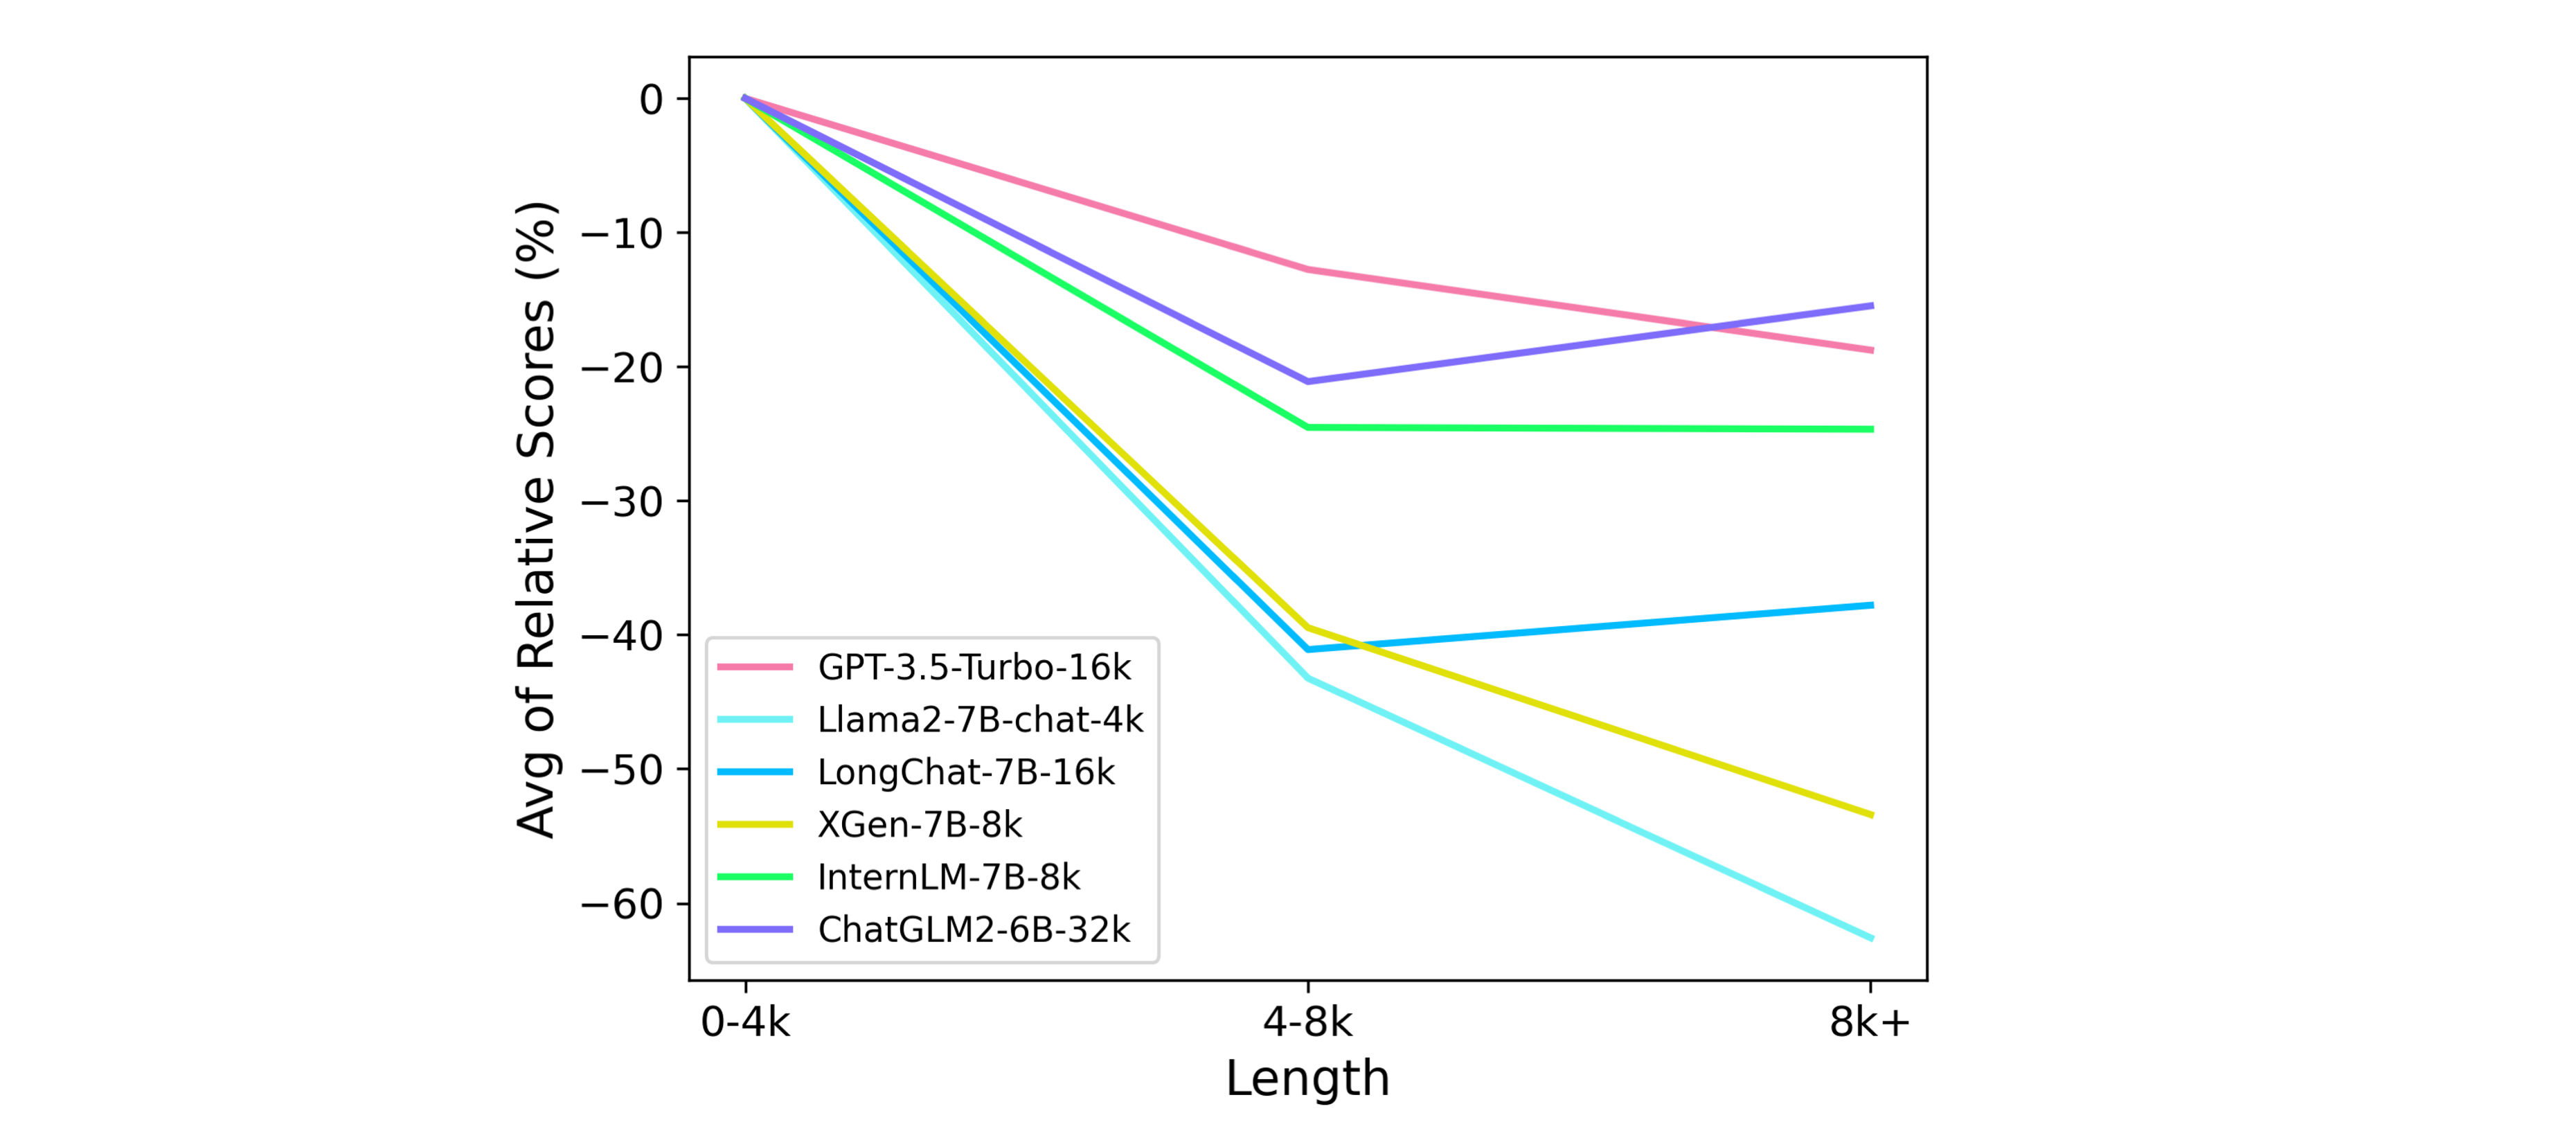 0
−10
−20
−30
−40
−50
−60
Avg of Relative Scores (%)
GPT-3.5-Turbo-16k
Llama2-7B-chat-4k
LongChat-7B-16k
XGen-7B-8k
InternLM-7B-8k
ChatGLM2-6B-32k
0-4k 4-8k 8k+
Length